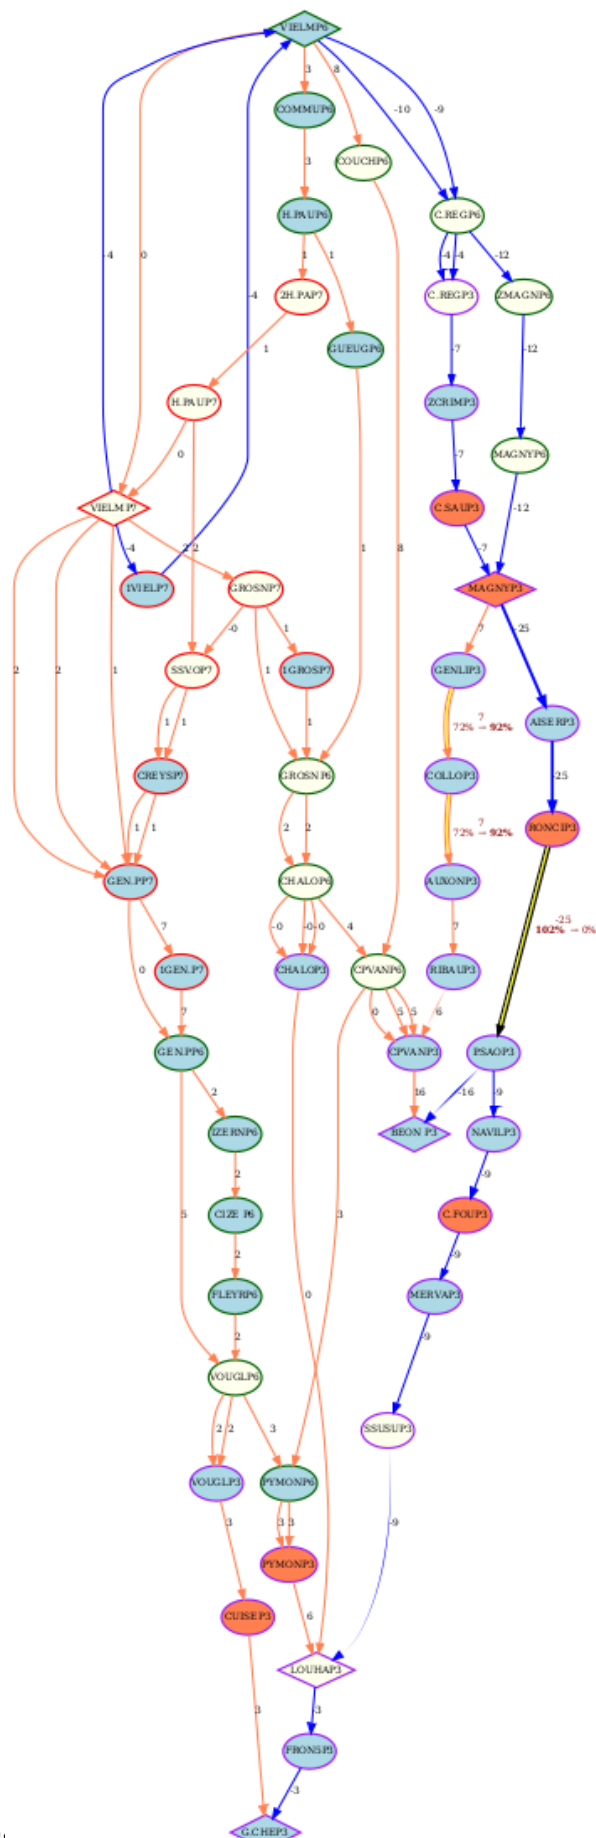 VIELMP6
3
8
-10
-9
COMMUP6
COUCHP6
3
H.PAUP6
C.REGP6
-4
0
1
1
-4
-4
-12
2H.PAP7
C.REGP3
ZMAGNP6
-4
1
GUEUGP6
-7
-12
H.PAUP7
ZCRIMP3
0
-7
MAGNYP6
VIELMP7
C.SAUP3
-12
-4
2
2
1
8
-7
1VIELP7
GROSNP7
MAGNYP3
-0
1
7
-25
2
2
1
SSV.OP7
1
1GROSP7
GENLIP3
1
1
1
7
72% → 92%
AISERP3
CREYSP7
GROSNP6
COLLOP3
-25
1
1
2
2
7
72% → 92%
RONCIP3
GEN.PP7
CHALOP6
AUXONP3
7
-0
-0
-0
4
7
-25
102% → 0%
0
1GEN.P7
CHALOP3
CPVANP6
RIBAUP3
7
0
5
5
6
GEN.PP6
CPVANP3
PSAOP3
2
16
-16
-9
IZERNP6
BEON P3
NAVILP3
2
-9
5
CIZE P6
3
C.FOUP3
2
-9
FLEYRP6
0
MERVAP3
2
-9
VOUGLP6
2
2
3
SSUSUP3
VOUGLP3
PYMONP6
3
3
3
-9
PYMONP3
CUISEP3
6
LOUHAP3
3
-3
FRON5P3
-3
G.CHEP3